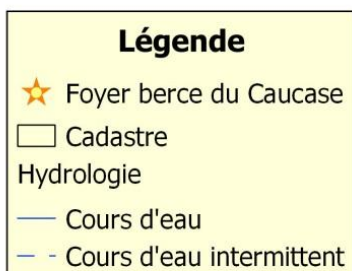 Légende
Foyer berce du Caucase
Cadastre
Hydrologie
Cours d'eau
Cours d'eau intermittent